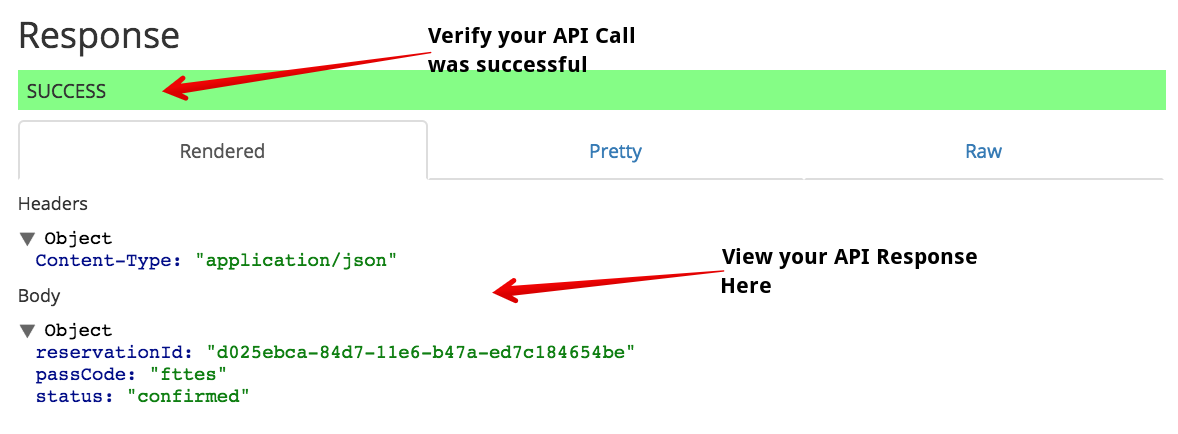 Response
Verify your API Call
was successful
SUCCESS
Rendered
Pretty
Raw
Headers
▼ Object
Content-Type: "application/json"
View your API Response
Here
Body
▼ Object
reservationId: "d025ebca-84d7-11e6-b47a-ed7c184654be"
passCode: "fttes"
status: "confirmed"